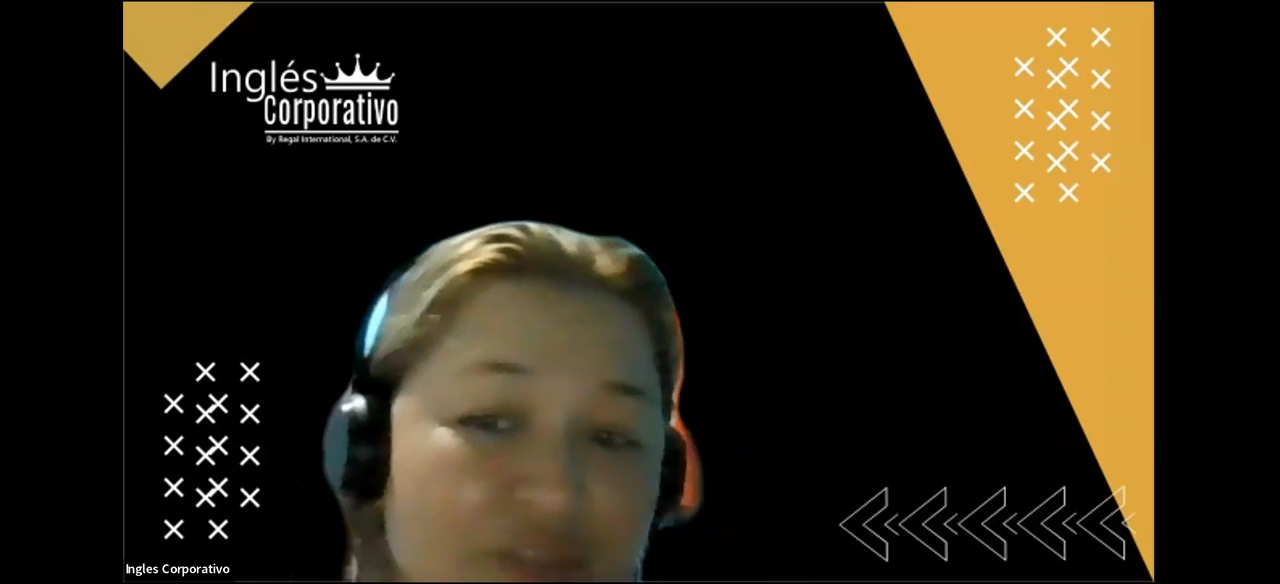 Inglés
Corporativo
By Regal International, S.A. de C.V.
Ingles Corporativo